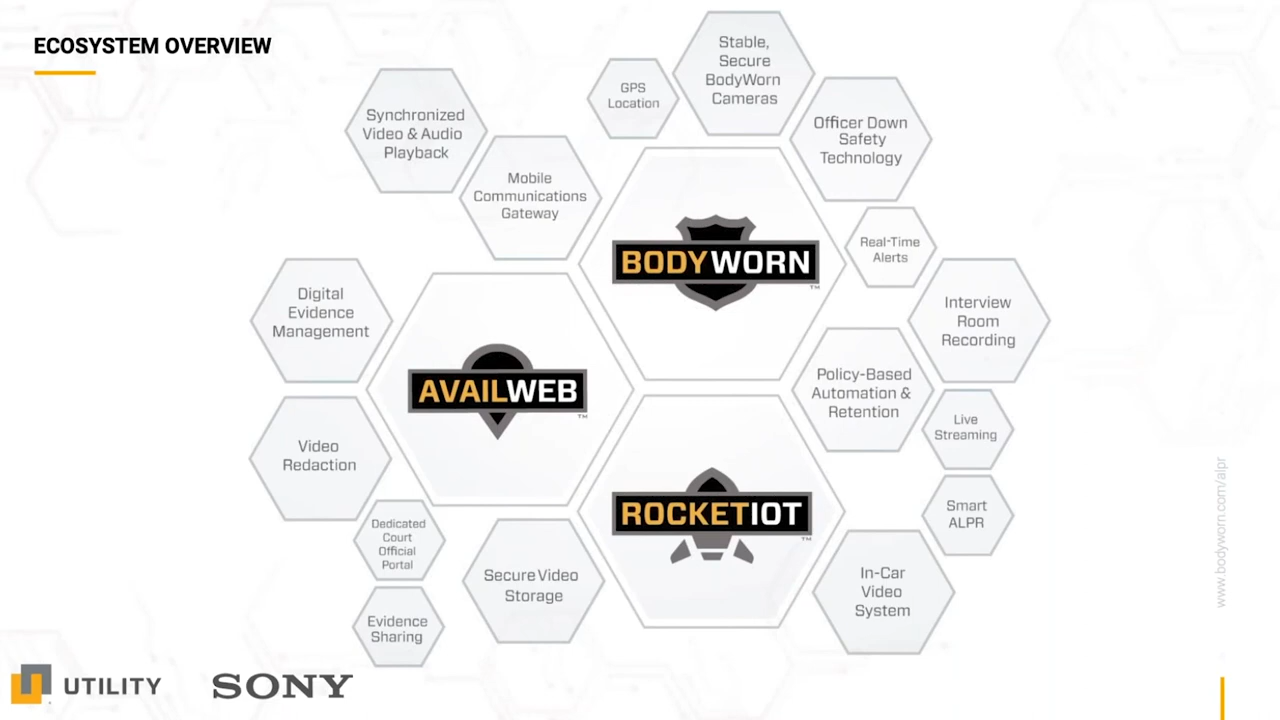 ECOSYSTEM OVERVIEW
Stable,
Secure
BodyWorn
Cameras
GPS
Location
Synchronized
Video & Audio
Playback
Officer Down
Safety
Technology
Mobile
Communications
Gateway
BODYWORN™
Real-Time
Alerts
Digital
Evidence
Management
Interview
Room
Recording
AVAILWEB™
Policy-Based
Automation &
Retention
Live
Streaming
Video
Redaction
ROCKETIOT™
Smart
ALPR
Dedicated
Court
Official
Portal
Secure Video
Storage
In-Car
Video
System
Evidence
Sharing
www.bodyworn.com/alpr
UTILITY
SONY